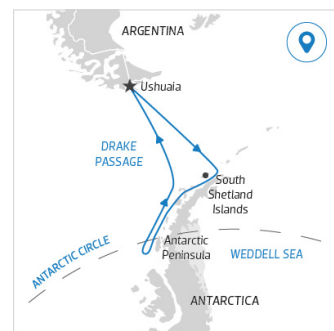 ARGENTINA
Ushuaia
DRAKE
PASSAGE
South
Shetland
Islands
Antarctic
Peninsula
ANTARCTIC CIRCLE
WEDDELL SEA
ANTARCTICA